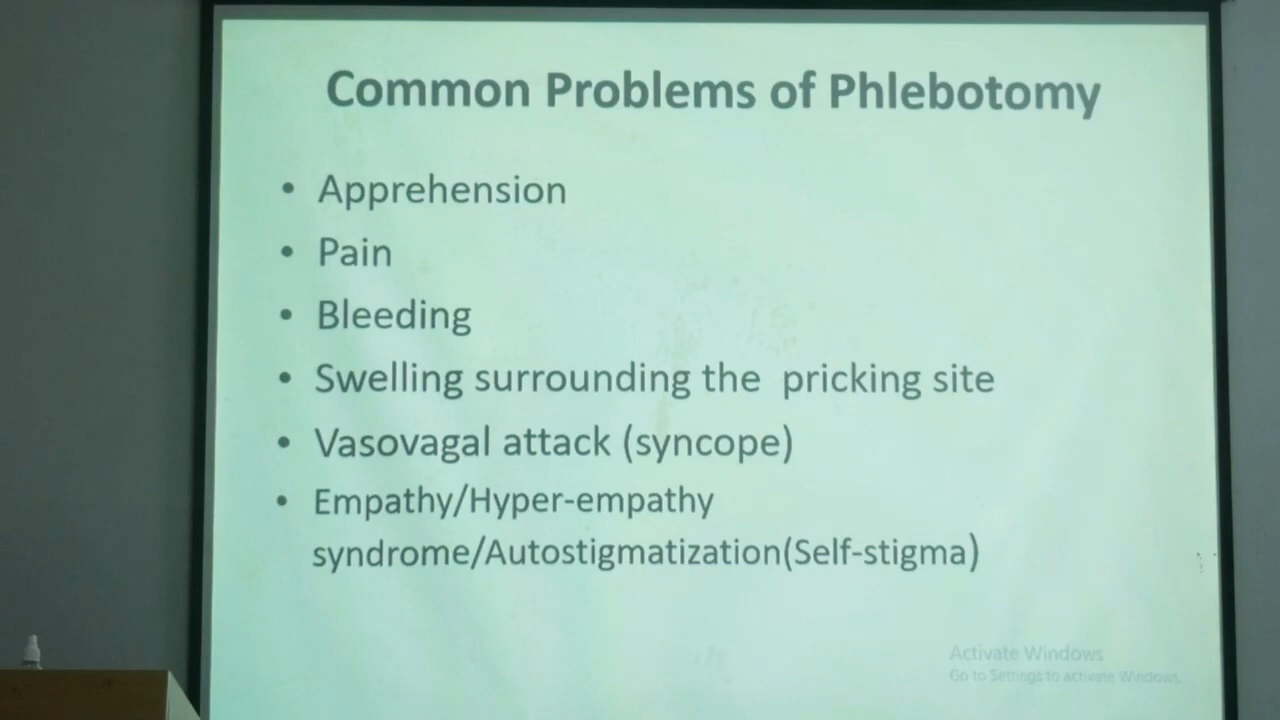 Common Problems of Phlebotomy
• Apprehension
• Pain
• Bleeding
• Swelling surrounding the pricking site
• Vasovagal attack (syncope)
• Empathy/Hyper-empathy
syndrome/Autostigmatization(Self-stigma)
Activate Windows
Go to Settings to activate Windows.